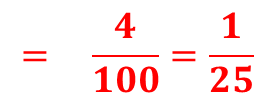 = 4/100 = 1/25